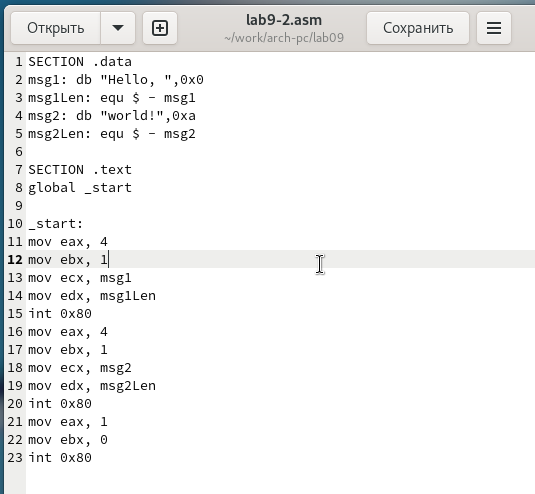 Открыть
lab9-2.asm
~/work/arch-pc/lab09
Сохранить
1 SECTION .data
2 msg1: db "Hello, ",0x0
3 msg1Len: equ $ - msg1
4 msg2: db "world!",0xa
5 msg2Len: equ $ - msg2
6
7 SECTION .text
8 global _start
9
10 _start:
11 mov eax, 4
12 mov ebx, 1
13 mov ecx, msg1
14 mov edx, msg1Len
15 int 0x80
16 mov eax, 4
17 mov ebx, 1
18 mov ecx, msg2
19 mov edx, msg2Len
20 int 0x80
21 mov eax, 1
22 mov ebx, 0
23 int 0x80